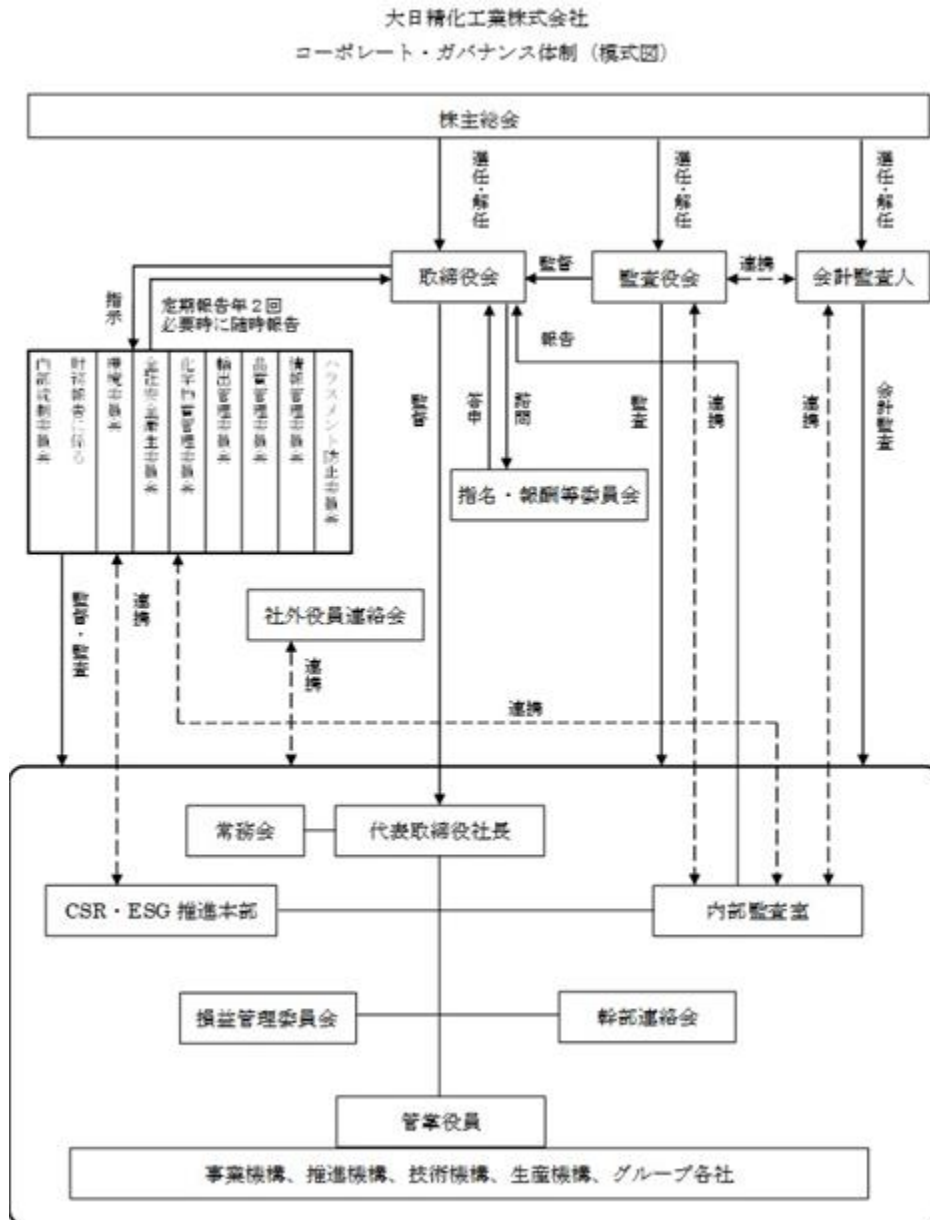 大日精化工業株式会社
コーポレート・ガバナンス体制（模式図）
株主総会
選任・解任
選任・解任
選任・解任
取締役会
監督
監査役会
連携
会計監査人
指示
定期報告年２回
必要時に随時報告
報告
財務報告に係る
内部統制委員会
環境委員会
全社安全衛生委員会
化学物質管理委員会
輸出管理委員会
品質管理委員会
情報管理委員会
ハラスメント防止委員会
監督
答申
諮問
監査
連携
連携
会計監査
指名・報酬等委員会
監督・監査
連携
社外役員連絡会
連携
連携
常務会
代表取締役社長
CSR・ESG 推進本部
内部監査室
損益管理委員会
幹部連絡会
管掌役員
事業機構、推進機構、技術機構、生産機構、グループ各社